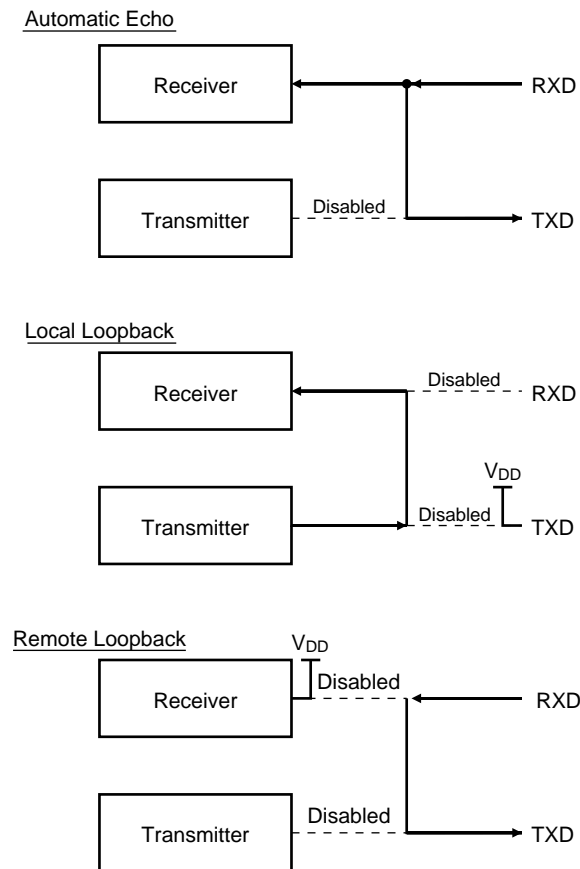 Automatic Echo
Receiver
RXD
Transmitter
Disabled
TXD
Local Loopback
Receiver
Disabled
RXD
VDD
Transmitter
Disabled
TXD
Remote Loopback
VDD
Receiver
Disabled
RXD
Transmitter
Disabled
TXD